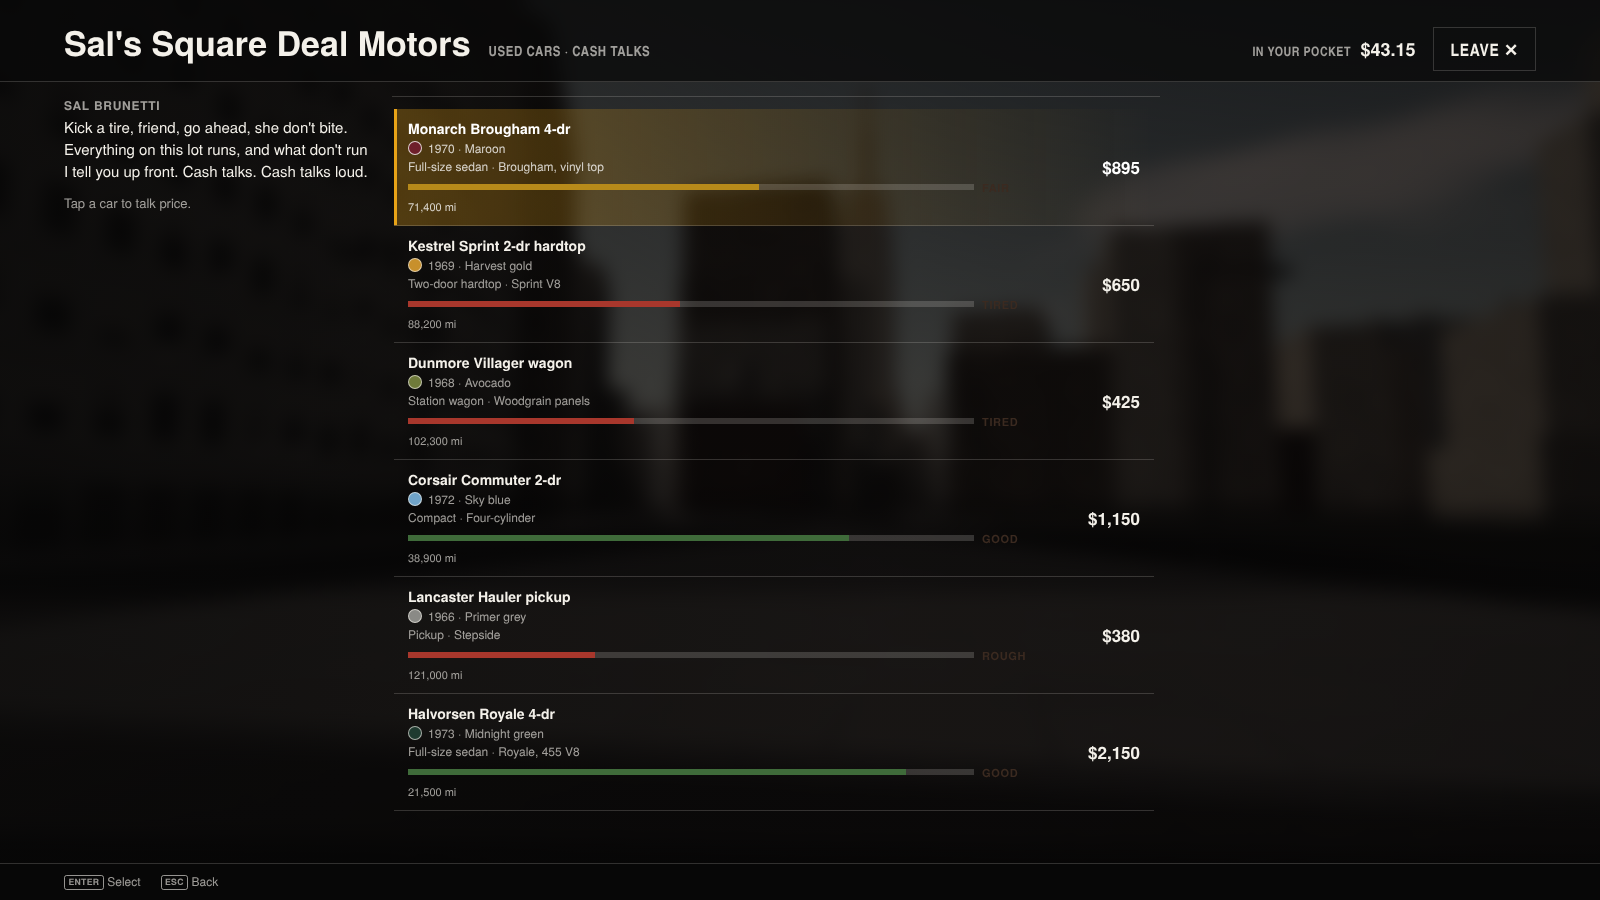 Sal's Square Deal Motors USED CARS · CASH TALKS
IN YOUR POCKET $43.15 LEAVE ✕
SAL BRUNETTI
Kick a tire, friend, go ahead, she don't bite.
Everything on this lot runs, and what don't run
I tell you up front. Cash talks. Cash talks loud.
Tap a car to talk price.
Monarch Brougham 4-dr
1970 · Maroon
Full-size sedan · Brougham, vinyl top
$895
FAIR
71,400 mi
Kestrel Sprint 2-dr hardtop
1969 · Harvest gold
Two-door hardtop · Sprint V8
$650
TIRED
88,200 mi
Dunmore Villager wagon
1968 · Avocado
Station wagon · Woodgrain panels
$425
TIRED
102,300 mi
Corsair Commuter 2-dr
1972 · Sky blue
Compact · Four-cylinder
$1,150
GOOD
38,900 mi
Lancaster Hauler pickup
1966 · Primer grey
Pickup · Stepside
$380
ROUGH
121,000 mi
Halvorsen Royale 4-dr
1973 · Midnight green
Full-size sedan · Royale, 455 V8
$2,150
GOOD
21,500 mi
ENTER Select ESC Back